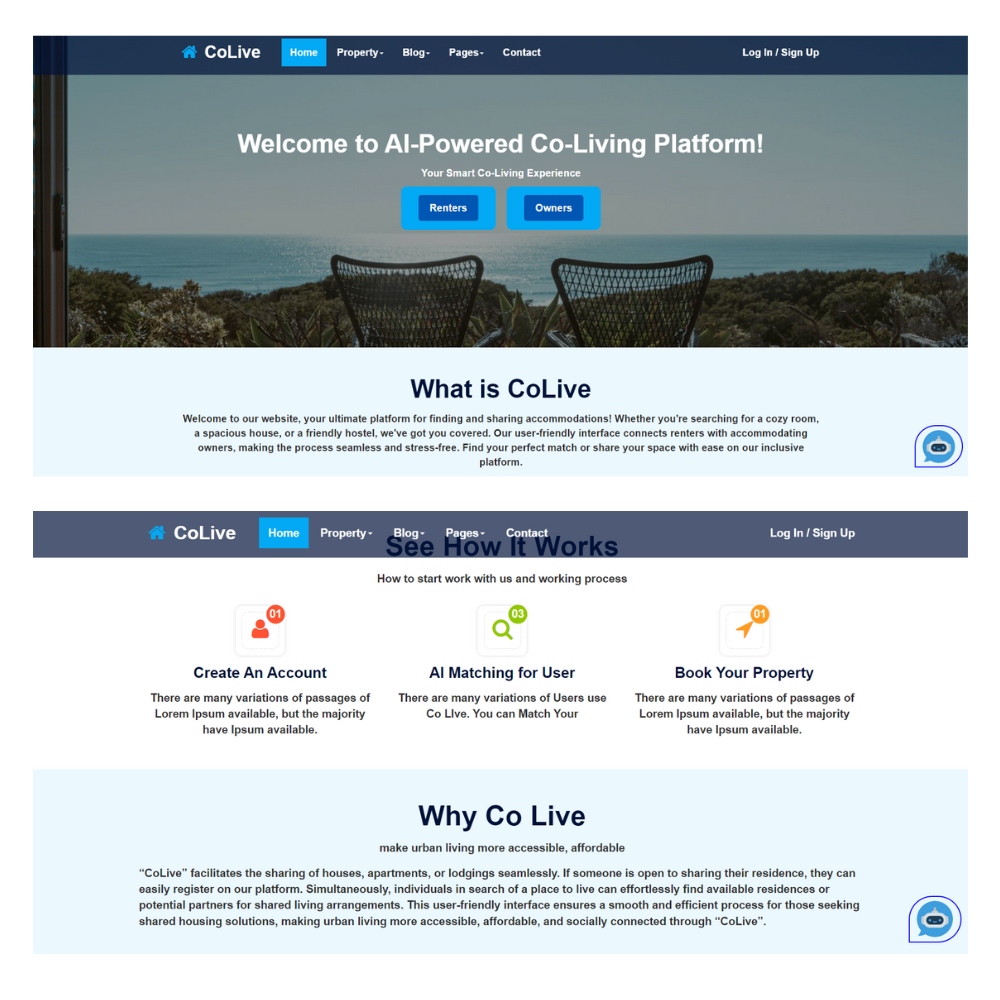 CoLive Home Property Blog Pages Contact Log In / Sign Up
Welcome to AI-Powered Co-Living Platform!
Your Smart Co-Living Experience
Renters Owners
What is CoLive
Welcome to our website, your ultimate platform for finding and sharing accommodations! Whether you're searching for a cozy room,
a spacious house, or a friendly hostel, we've got you covered. Our user-friendly interface connects renters with accommodating
owners, making the process seamless and stress-free. Find your perfect match or share your space with ease on our inclusive
platform.
CoLive Home Property Blog Pages Contact Log In / Sign Up
See How It Works
How to start work with us and working process
01 03 01
Create An Account AI Matching for User Book Your Property
There are many variations of passages of There are many variations of Users use There are many variations of passages of
Lorem Ipsum available, but the majority Co LIve. You can Match Your Lorem Ipsum available, but the majority
have Ipsum available. have Ipsum available.
Why Co Live
make urban living more accessible, affordable
“CoLive” facilitates the sharing of houses, apartments, or lodgings seamlessly. If someone is open to sharing their residence, they can
easily register on our platform. Simultaneously, individuals in search of a place to live can effortlessly find available residences or
potential partners for shared living arrangements. This user-friendly interface ensures a smooth and efficient process for those seeking
shared housing solutions, making urban living more accessible, affordable, and socially connected through “CoLive”.